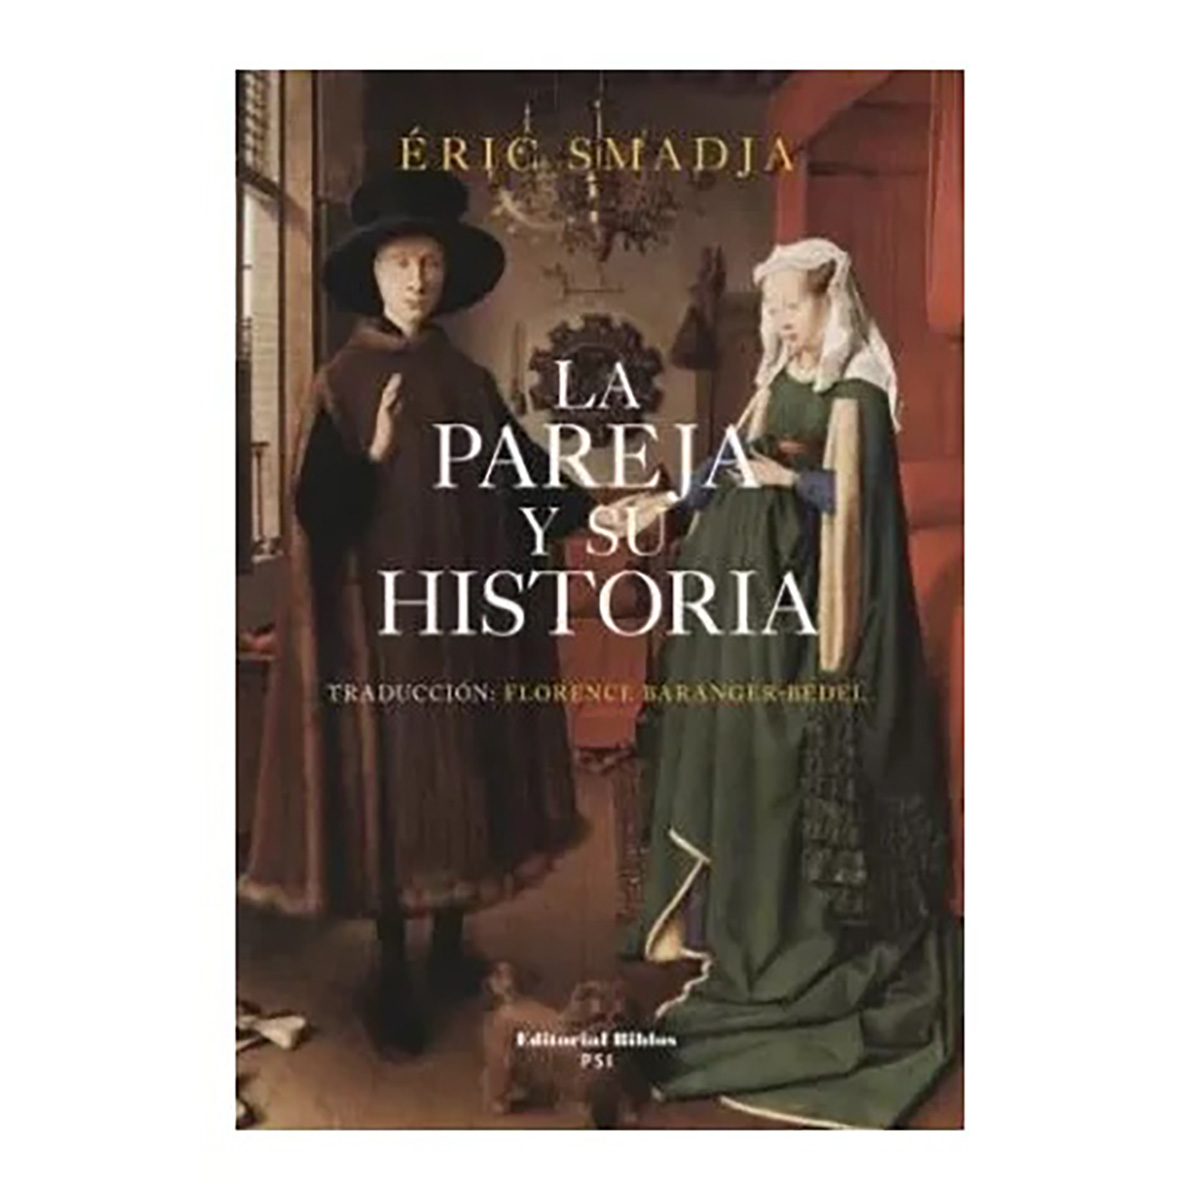 ÉRIC SMADJA
LA
PAREJA
Y SU
HISTORIA
TRADUCCIÓN: FLORENCE BARANGER-BEDEL
Editorial Biblos
PSI